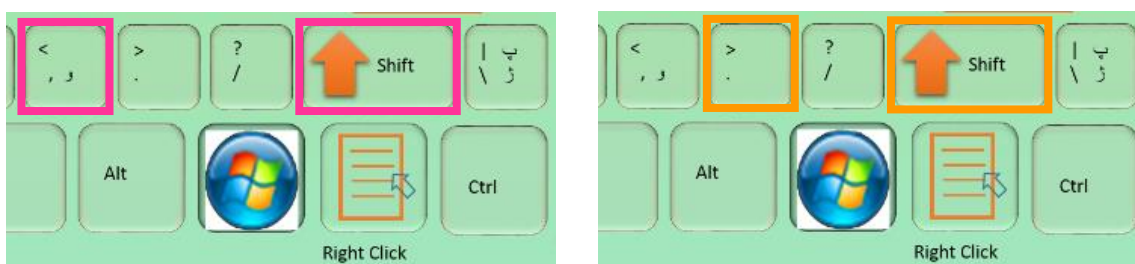 < > ? | پ
, و . / Shift \ ژ
Alt Ctrl
Right Click
< > ? | پ
, و . / Shift \ ژ
Alt Ctrl
Right Click